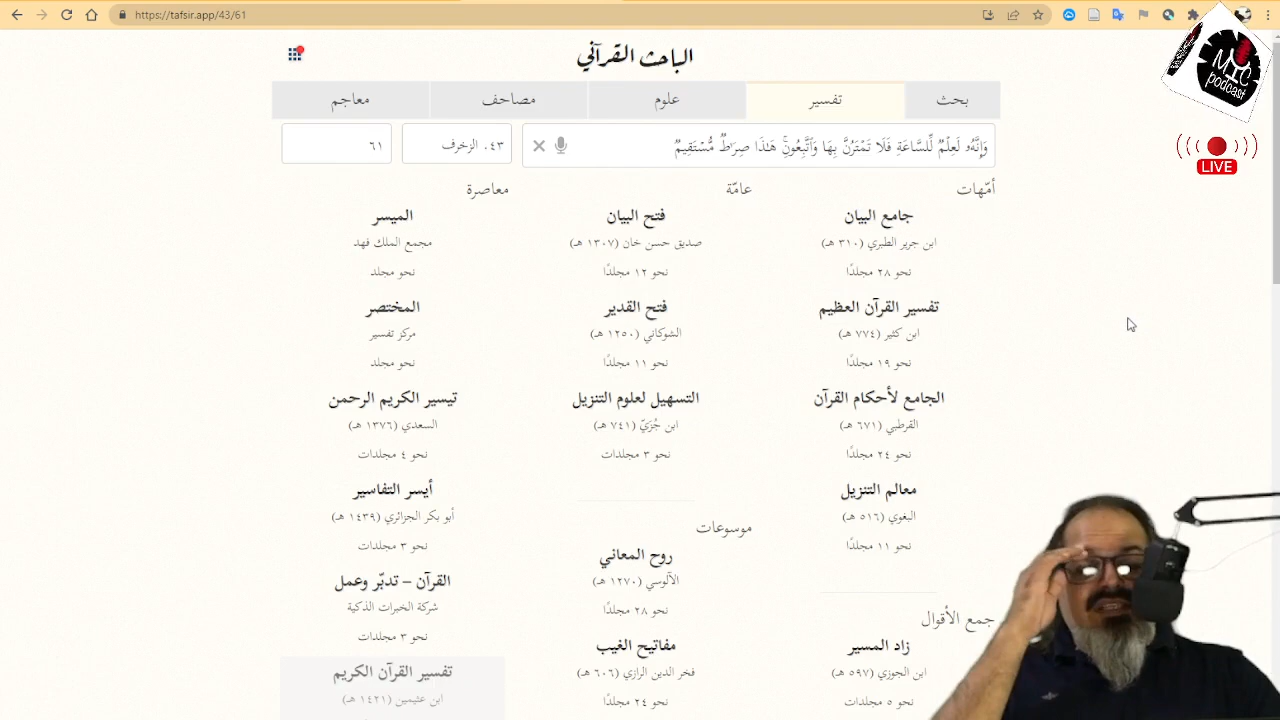 https://tafsir.app/43/61
MIC
podcast
LIVE
الباحث القرآني
بحث
تفسير
علوم
مصاحف
معاجم
وَإِنَّهُۥ لَعِلْمٌ لِّلسَّاعَةِ فَلَا تَمْتَرُنَّ بِهَا وَٱتَّبِعُونِۚ هَـٰذَا صِرَٰطٌ مُّسْتَقِيمٌ
٤٣. الزخرف
٦١
أمّهات
جامع البيان
ابن جرير الطبري (٣١٠ هـ)
نحو ٢٨ مجلدًا
تفسير القرآن العظيم
ابن كثير (٧٧٤ هـ)
نحو ١٩ مجلدًا
الجامع لأحكام القرآن
القرطبي (٦٧١ هـ)
نحو ٢٤ مجلدًا
معالم التنزيل
البغوي (٥١٦ هـ)
نحو ١١ مجلدًا
جمع الأقوال
زاد المسير
ابن الجوزي (٥٩٧ هـ)
نحو ٥ مجلدات
عامّة
فتح البيان
صديق حسن خان (١٣٠٧ هـ)
نحو ١٢ مجلدًا
فتح القدير
الشوكاني (١٢٥٠ هـ)
نحو ١١ مجلدًا
التسهيل لعلوم التنزيل
ابن جُزَيّ (٧٤١ هـ)
نحو ٣ مجلدات
موسوعات
روح المعاني
الآلوسي (١٢٧٠ هـ)
نحو ٢٨ مجلدًا
مفاتيح الغيب
فخر الدين الرازي (٦٠٦ هـ)
نحو ٢٤ مجلدًا
معاصرة
الميسر
مجمع الملك فهد
نحو مجلد
المختصر
مركز تفسير
نحو مجلد
تيسير الكريم الرحمن
السعدي (١٣٧٦ هـ)
نحو ٤ مجلدات
أيسر التفاسير
أبو بكر الجزائري (١٤٣٩ هـ)
نحو ٣ مجلدات
القرآن – تدبّر وعمل
شركة الخبرات الذكية
نحو ٣ مجلدات
تفسير القرآن الكريم
ابن عثيمين (١٤٢١ هـ)